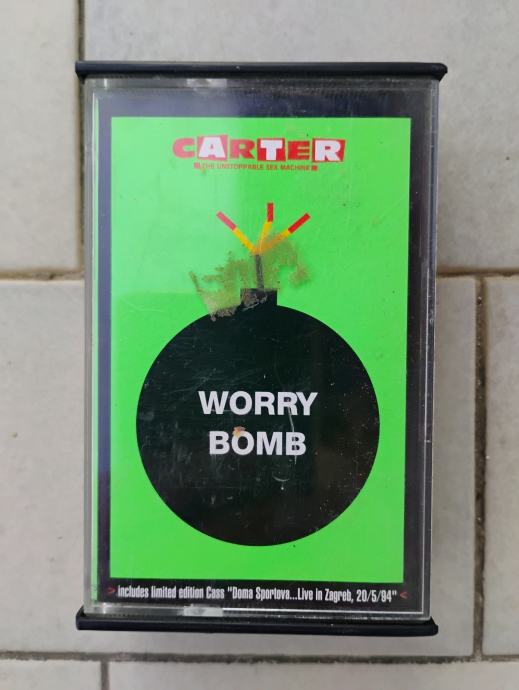 CARTER
THE UNSTOPPABLE SEX MACHINE
WORRY
BOMB
> includes limited edition Cass "Doma Sportova...Live in Zagreb, 20/5/94" <